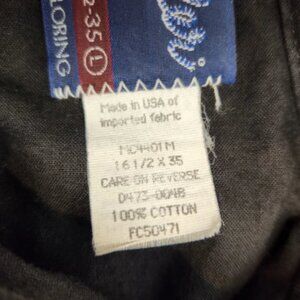 2-35 L
LORING
Made in USA of
imported fabric
MC4401M
16 1/2 X 35
CARE ON REVERSE
D473-004B
100% COTTON
FC50471